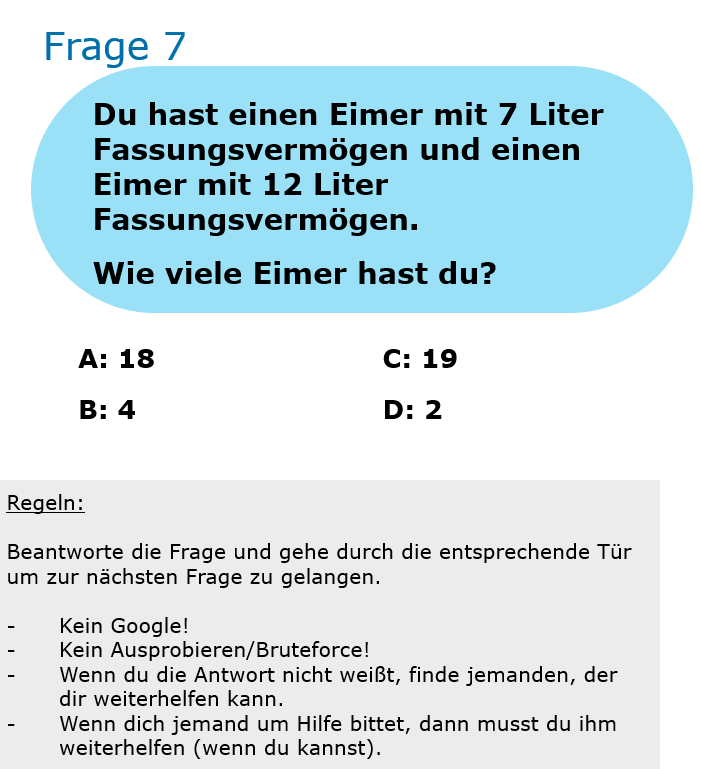 Frage 7
Du hast einen Eimer mit 7 Liter
Fassungsvermögen und einen
Eimer mit 12 Liter
Fassungsvermögen.
Wie viele Eimer hast du?
A: 18
C: 19
B: 4
D: 2
Regeln:
Beantworte die Frage und gehe durch die entsprechende Tür
um zur nächsten Frage zu gelangen.
- Kein Google!
- Kein Ausprobieren/Bruteforce!
- Wenn du die Antwort nicht weißt, finde jemanden, der
dir weiterhelfen kann.
- Wenn dich jemand um Hilfe bittet, dann musst du ihm
weiterhelfen (wenn du kannst).